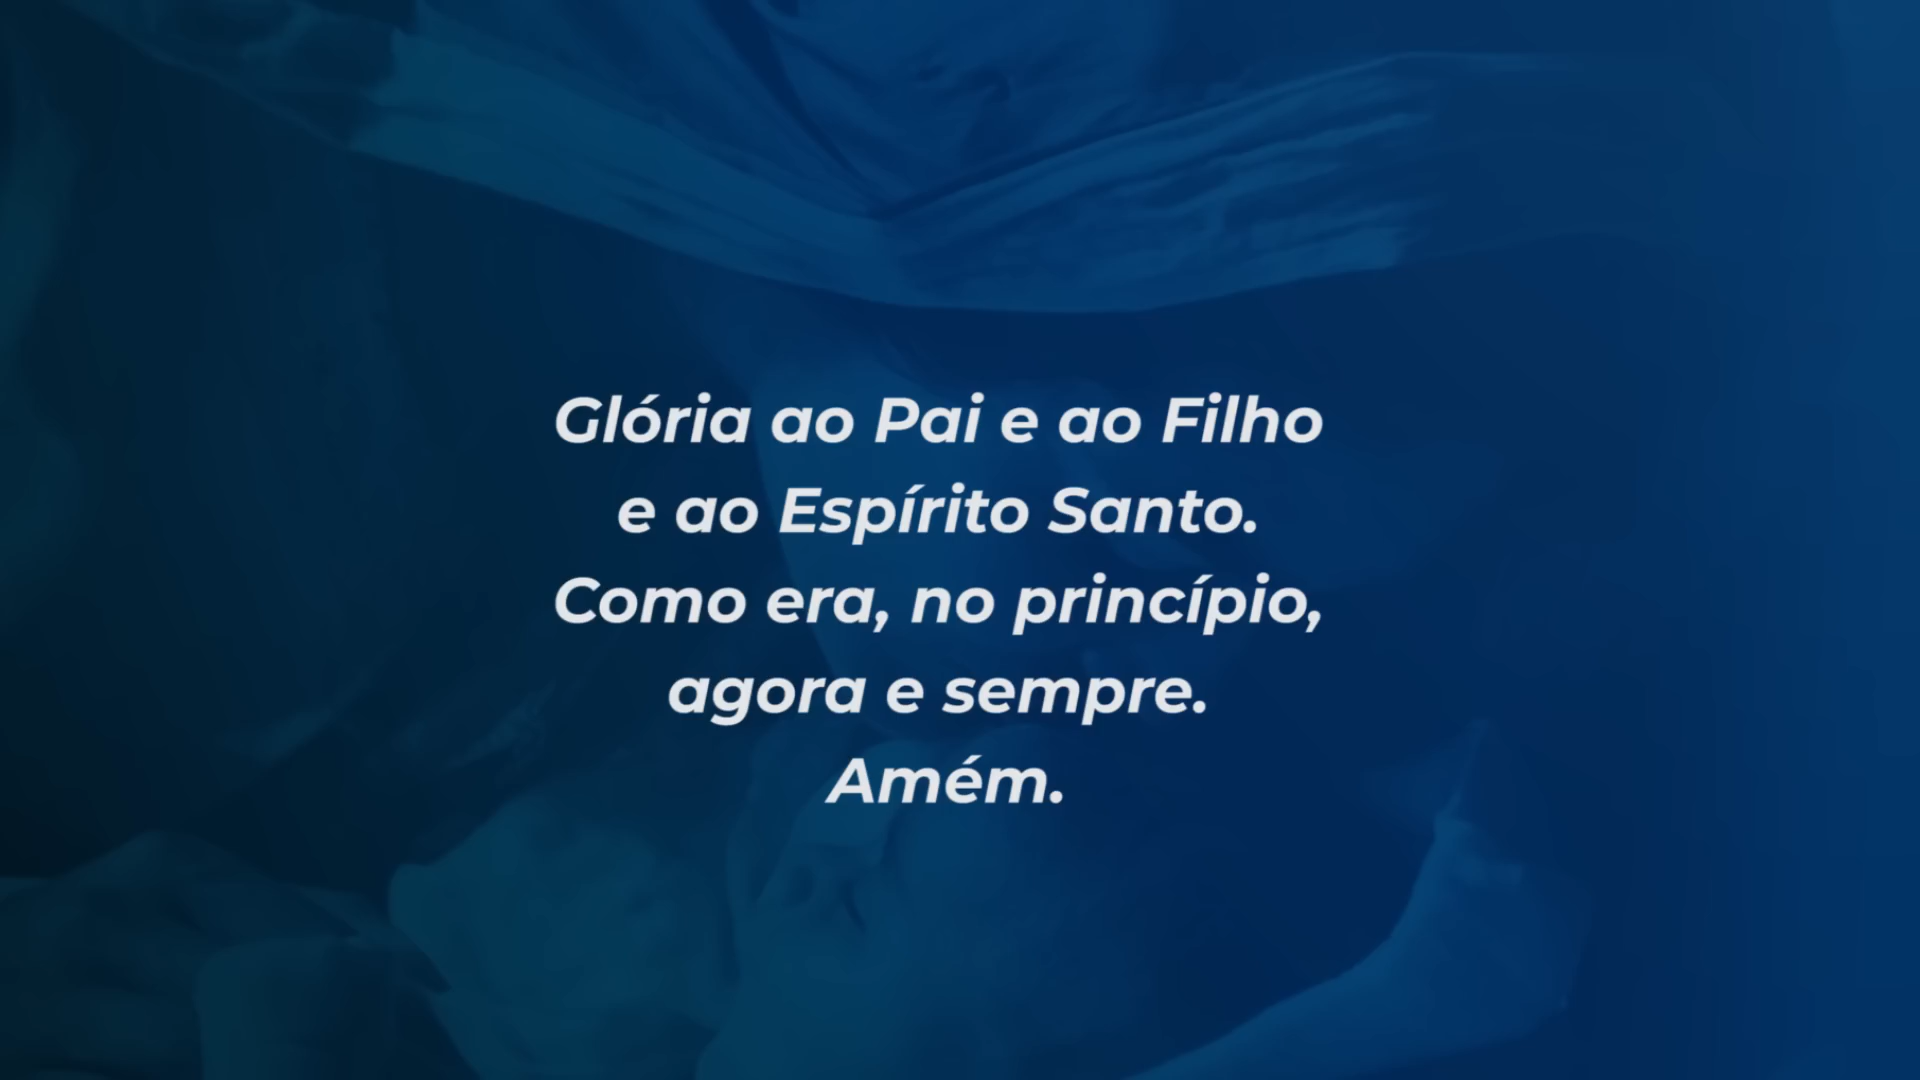 Glória ao Pai e ao Filho
e ao Espírito Santo.
Como era, no princípio,
agora e sempre.
Amém.